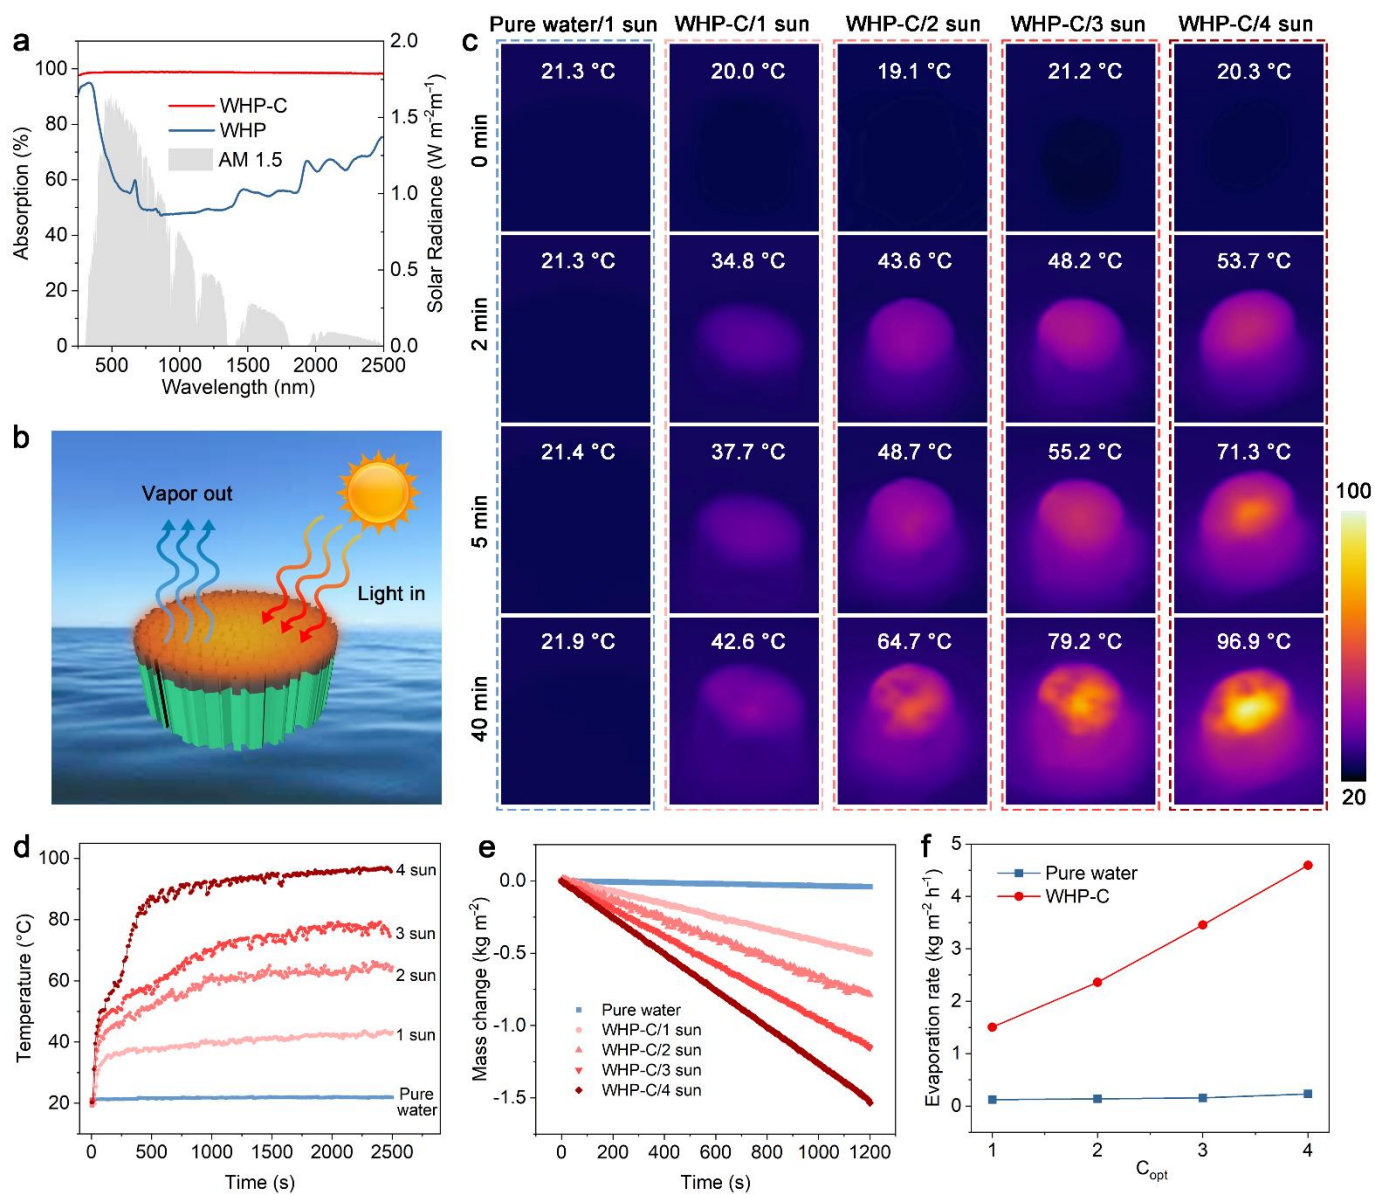 a
2.0
100
80
60
40
20
0
Absorption (%)
WHP-C
WHP
AM 1.5
1.5
1.0
0.5
0.0
Solar Radiance (W m⁻²m⁻¹)
500 1000 1500 2000 2500
Wavelength (nm)
b
Vapor out
Light in
c
Pure water/1 sun WHP-C/1 sun WHP-C/2 sun WHP-C/3 sun WHP-C/4 sun
0 min
21.3 °C 20.0 °C 19.1 °C 21.2 °C 20.3 °C
2 min
21.3 °C 34.8 °C 43.6 °C 48.2 °C 53.7 °C
5 min
21.4 °C 37.7 °C 48.7 °C 55.2 °C 71.3 °C
40 min
21.9 °C 42.6 °C 64.7 °C 79.2 °C 96.9 °C
100
20
d
100
80
60
40
20
Temperature (°C)
4 sun
3 sun
2 sun
1 sun
Pure
water
0 500 1000 1500 2000 2500
Time (s)
e
0.0
-0.5
-1.0
-1.5
Mass change (kg m⁻²)
Pure water
WHP-C/1 sun
WHP-C/2 sun
WHP-C/3 sun
WHP-C/4 sun
0 200 400 600 800 1000 1200
Time (s)
f
5
4
3
2
1
0
Evaporation rate (kg m⁻² h⁻¹)
Pure water
WHP-C
1 2 3 4
C_opt